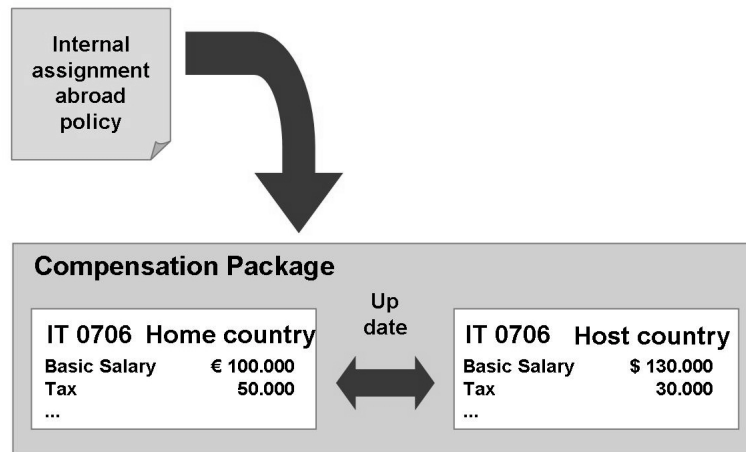 Internal
assignment
abroad
policy
Compensation Package
Up
date
IT 0706 Home country
Basic Salary € 100.000
Tax 50.000
...
IT 0706 Host country
Basic Salary $ 130.000
Tax 30.000
...